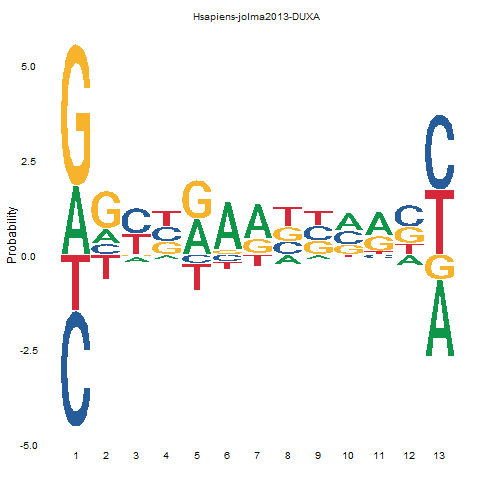 Hsapiens-jolma2013-DUXA
Probability
5.0
2.5
0.0
-2.5
-5.0
G A T C
G A C T
C T A
T C G A
G A C T
A G C T
A G T
T G C A
T C G A
A C G T
A G T C
C G T A
C T G A
1 2 3 4 5 6 7 8 9 10 11 12 13